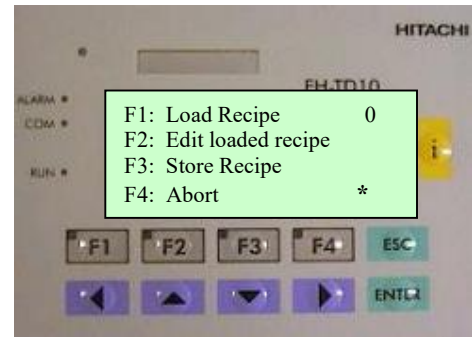 HITACHI
EH-TD10
ALARM
F1: Load Recipe 0
COM
F2: Edit loaded recipe
i
F3: Store Recipe
RUN
F4: Abort *
F1 F2 F3 F4 ESC
ENTER